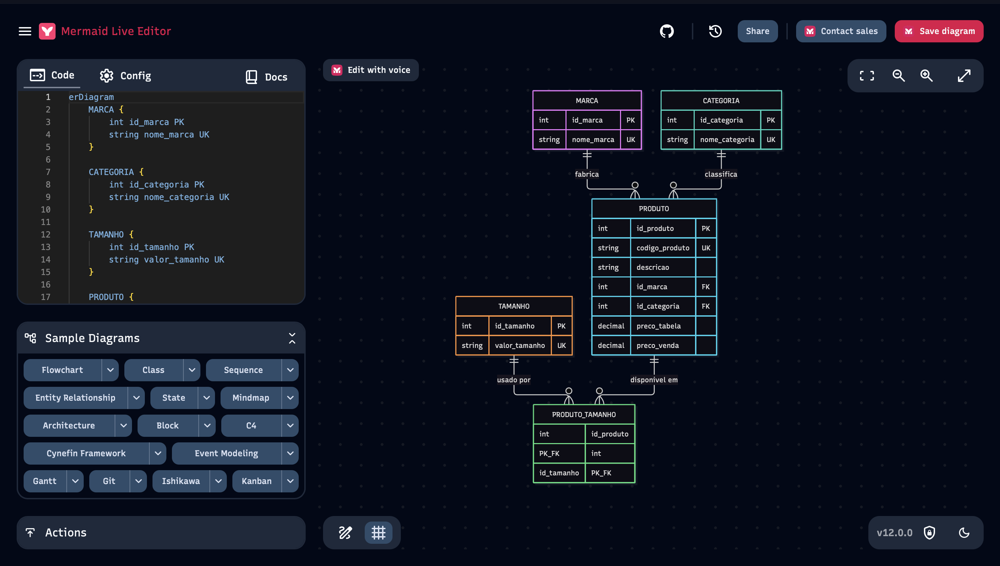 Mermaid Live Editor
Share
Contact sales
Save diagram
Code
Config
Docs
1 erDiagram
2 MARCA {
3 int id_marca PK
4 string nome_marca UK
5 }
6
7 CATEGORIA {
8 int id_categoria PK
9 string nome_categoria UK
10 }
11
12 TAMANHO {
13 int id_tamanho PK
14 string valor_tamanho UK
15 }
16
17 PRODUTO {
Sample Diagrams
Flowchart
Class
Sequence
Entity Relationship
State
Mindmap
Architecture
Block
C4
Cynefin Framework
Event Modeling
Gantt
Git
Ishikawa
Kanban
Actions
Edit with voice
MARCA
int id_marca PK
string nome_marca UK
CATEGORIA
int id_categoria PK
string nome_categoria UK
fabrica
classifica
PRODUTO
int id_produto PK
string codigo_produto UK
string descricao
int id_marca FK
int id_categoria FK
decimal preco_tabela
decimal preco_venda
TAMANHO
int id_tamanho PK
string valor_tamanho UK
usado por
disponivel em
PRODUTO_TAMANHO
int id_produto
PK_FK int
id_tamanho PK_FK
v12.0.0